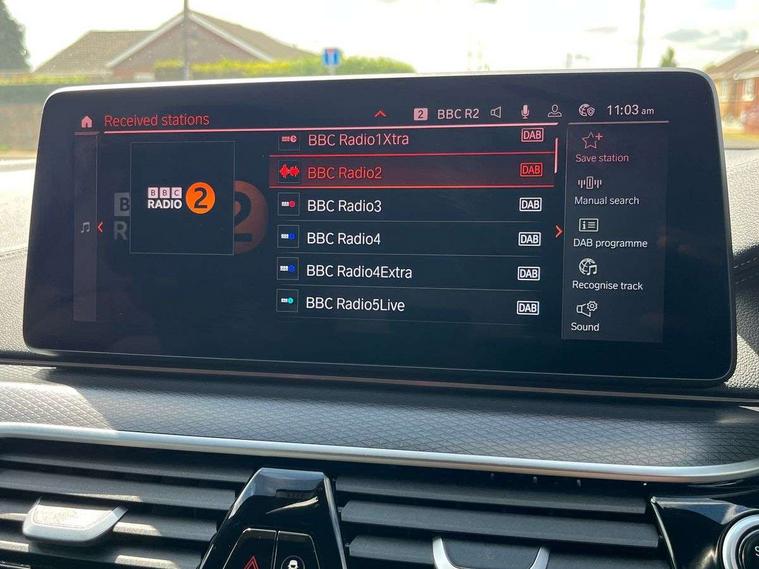 Received stations
2 BBC R2
11:03 am
BBC Radio1Xtra DAB
BBC Radio2 DAB
BBC Radio3 DAB
BBC Radio4 DAB
BBC Radio4Extra DAB
BBC Radio5Live DAB
BBC
RADIO 2
Save station
Manual search
DAB programme
Recognise track
Sound